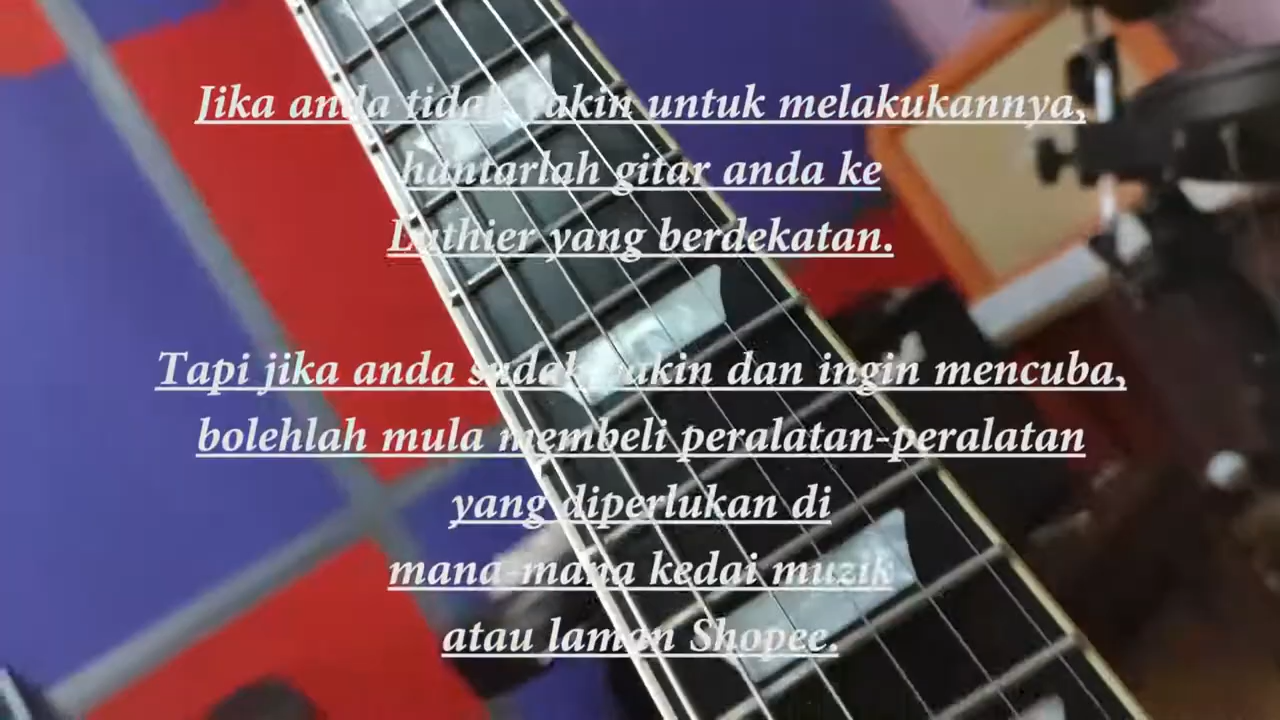 Jika anda tidak yakin untuk melakukannya,
hantarlah gitar anda ke
Luthier yang berdekatan.
Tapi jika anda sudah yakin dan ingin mencuba,
bolehlah mula membeli peralatan-peralatan
yang diperlukan di
mana-mana kedai muzik
atau laman Shopee.